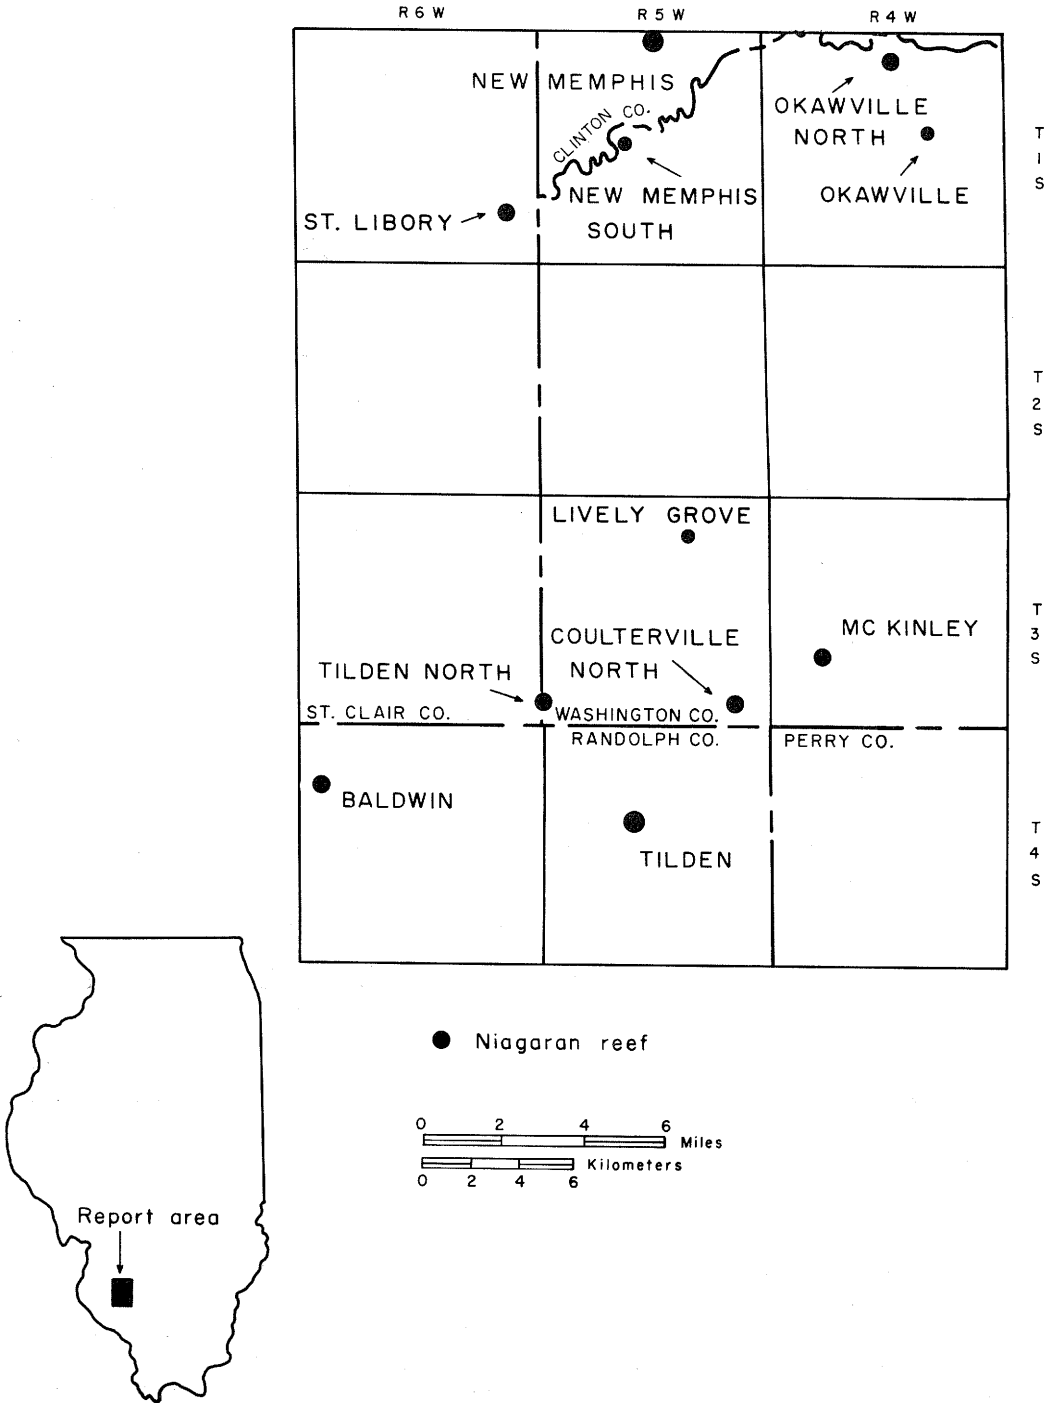 R 6 W
R 5 W
R 4 W
NEW MEMPHIS
CLINTON CO.
OKAWVILLE
NORTH
OKAWVILLE
NEW MEMPHIS
SOUTH
ST. LIBORY
T
1
S
T
2
S
LIVELY GROVE
MC KINLEY
COULTERVILLE
NORTH
TILDEN NORTH
ST. CLAIR CO.
WASHINGTON CO.
RANDOLPH CO.
PERRY CO.
T
3
S
BALDWIN
TILDEN
T
4
S
Niagaran reef
0 2 4 6 Miles
Kilometers
0 2 4 6
Report area